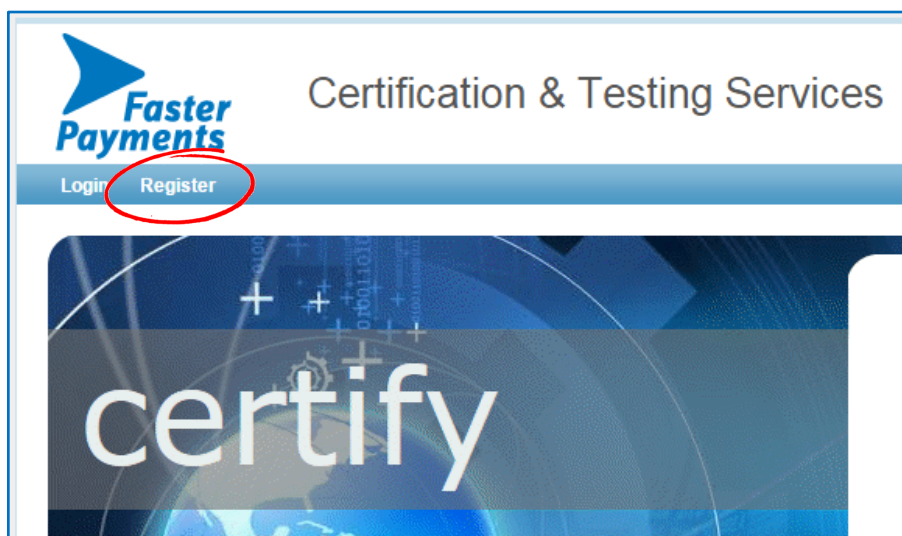 Faster
Payments
Certification & Testing Services
Login Register
certify